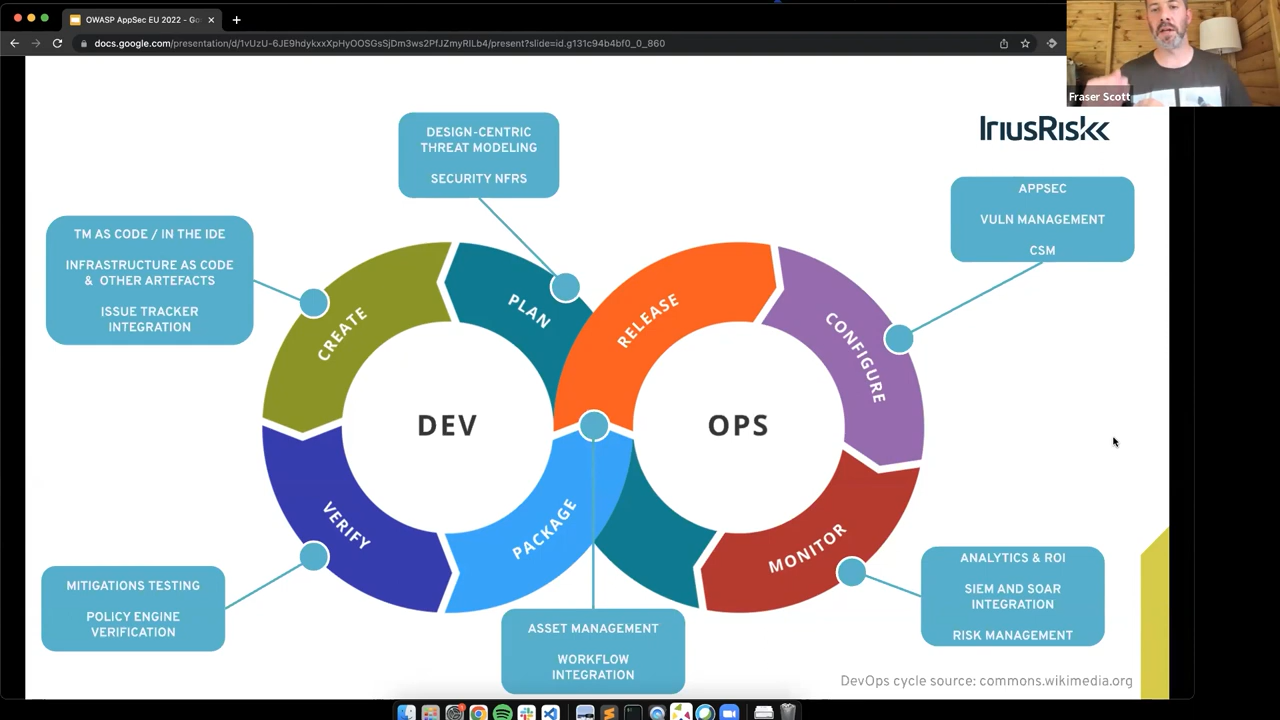 OWASP AppSec EU 2022 - Go
docs.google.com/presentation/d/1vUzU-6JE9hdykxxXpHyOOSGsSjDm3ws2PfJZmyRILb4/present?slide=id.g131c94b4bf0_0_860
Fraser Scott
IriusRisk
DESIGN-CENTRIC
THREAT MODELING
SECURITY NFRS
APPSEC
VULN MANAGEMENT
CSM
TM AS CODE / IN THE IDE
INFRASTRUCTURE AS CODE
& OTHER ARTEFACTS
ISSUE TRACKER
INTEGRATION
PLAN
RELEASE
CREATE
CONFIGURE
DEV
OPS
VERIFY
PACKAGE
MONITOR
MITIGATIONS TESTING
POLICY ENGINE
VERIFICATION
ASSET MANAGEMENT
WORKFLOW
INTEGRATION
ANALYTICS & ROI
SIEM AND SOAR
INTEGRATION
RISK MANAGEMENT
DevOps cycle source: commons.wikimedia.org